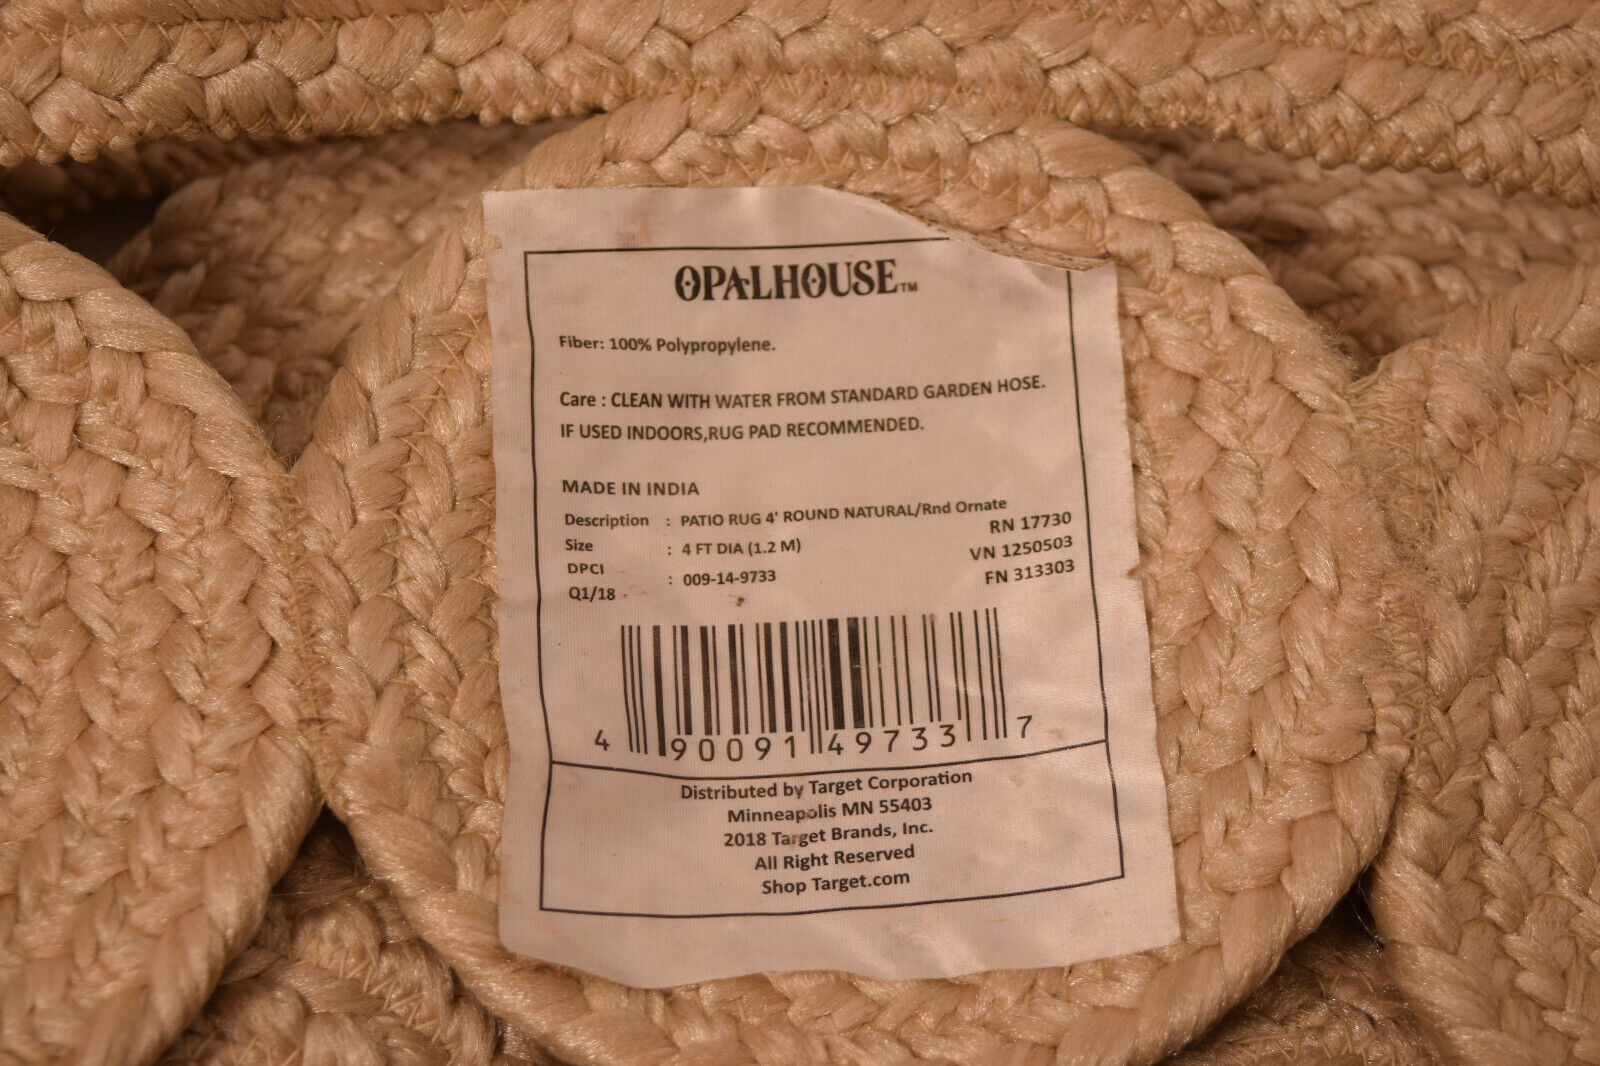 OPALHOUSE™
Fiber: 100% Polypropylene.
Care : CLEAN WITH WATER FROM STANDARD GARDEN HOSE.
IF USED INDOORS,RUG PAD RECOMMENDED.
MADE IN INDIA
Description : PATIO RUG 4' ROUND NATURAL/Rnd Ornate
RN 17730
Size : 4 FT DIA (1.2 M)
VN 1250503
DPCI : 009-14-9733
FN 313303
Q1/18
4 90091 49733 7
Distributed by Target Corporation
Minneapolis MN 55403
2018 Target Brands, Inc.
All Right Reserved
Shop Target.com